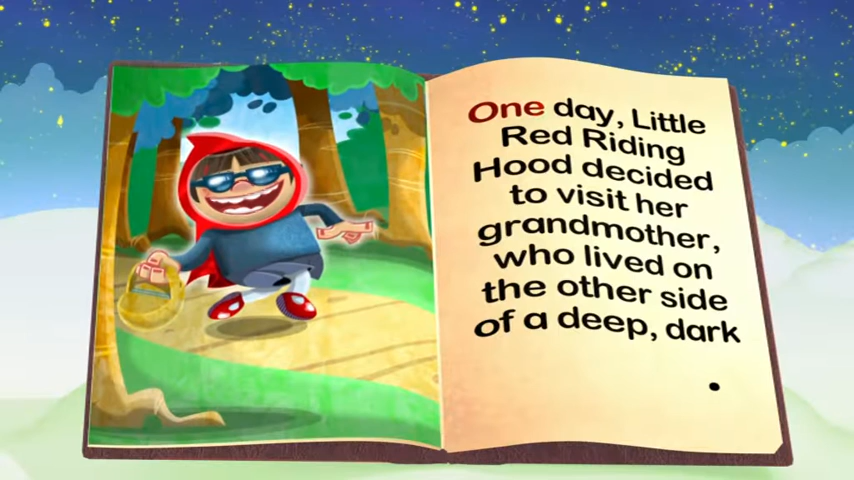 One day, Little
Red Riding
Hood decided
to visit her
grandmother,
who lived on
the other side
of a deep, dark
.